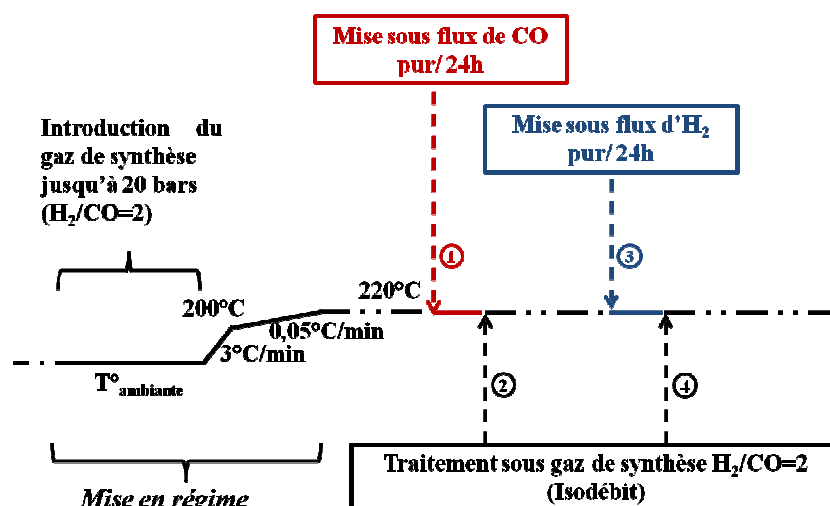 Mise sous flux de CO
pur/ 24h
Mise sous flux d’H2
pur/ 24h
Introduction du
gaz de synthèse
jusqu’à 20 bars
(H2/CO=2)
1
3
220°C
200°C
0,05°C/min
3°C/min
T°ambiante
2
4
Traitement sous gaz de synthèse H2/CO=2
(Isodébit)
Mise en régime